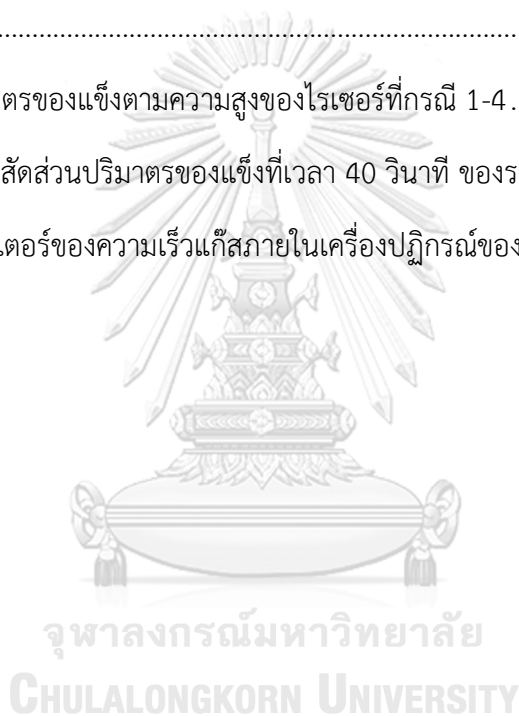 ................................................................................
ตรของแข็งตามความสูงของไรเซอร์ที่กรณี 1-4.
สัดส่วนปริมาตรของแข็งที่เวลา 40 วินาที ของร
เตอร์ของความเร็วแก๊สภายในเครื่องปฏิกรณ์ของ
จุฬาลงกรณ์มหาวิทยาลัย
CHULALONGKORN UNIVERSITY